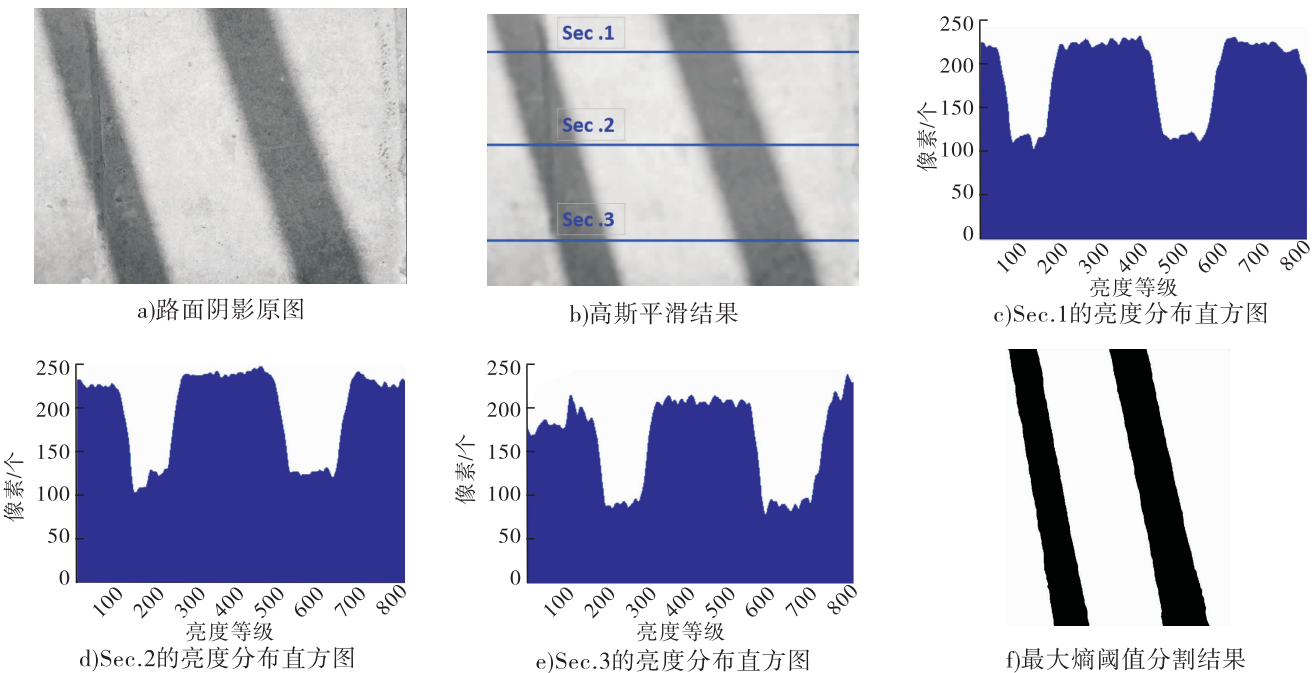 Sec .1
Sec .2
Sec .3
a)路面阴影原图
b)高斯平滑结果
250
200
150
100
50
0
像素/个
100 200 300 400 500 600 700 800
亮度等级
c)Sec.1的亮度分布直方图
250
200
150
100
50
0
像素/个
100 200 300 400 500 600 700 800
亮度等级
d)Sec.2的亮度分布直方图
250
200
150
100
50
0
像素/个
100 200 300 400 500 600 700 800
亮度等级
e)Sec.3的亮度分布直方图
f)最大熵阈值分割结果